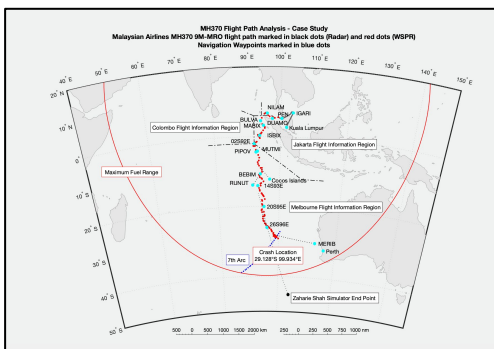 MH370 Flight Path Analysis - Case Study
Malaysian Airlines MH370 9M-MRO flight path marked in black dots (Radar) and red dots (WSPR)
Navigation Waypoints marked in blue dots
40° E
50° E
60° E
70° E
80° E
90° E
100° E
110° E
120° E
130° E
140° E
150° E
20° N
10° N
0°
10° S
20° S
30° S
40° S
50° S
NILAM
IGARI
PEN
BULVA
DUAMO
MABIX
Kuala Lumpur
Colombo Flight Information Region
ISBIX
02S92E
Jakarta Flight Information Region
PIPOV
MUTMI
Maximum Fuel Range
BEBIM
Cocos Islands
RUNUT
14S93E
20S95E
Melbourne Flight Information Region
26S96E
MERIB
Perth
Crash Location
29.128°S 99.934°E
7th Arc
Zaharie Shah Simulator End Point
500 0 500 1000 1500 2000 km
250 0 250 500 750 1000 nm